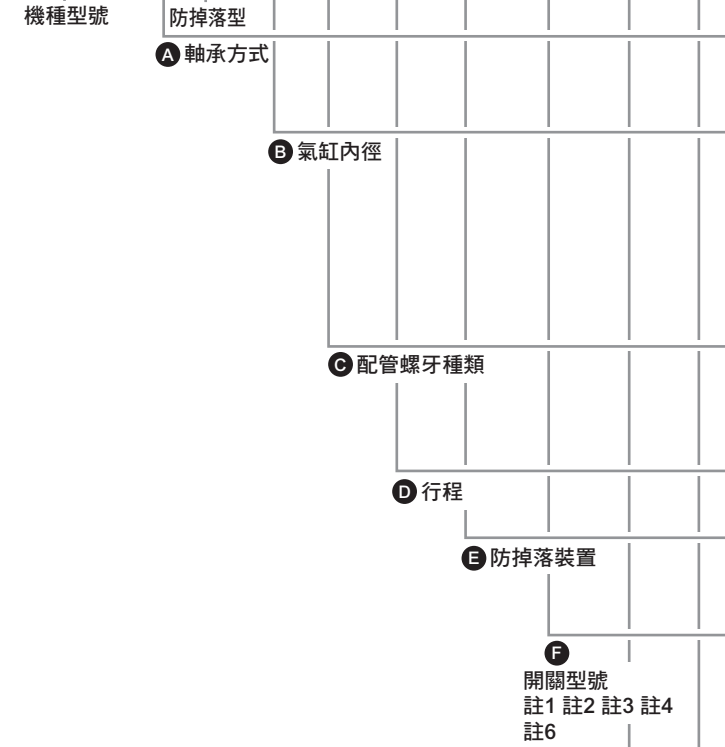 機種型號
防掉落型
A 軸承方式
B 氣缸內徑
C 配管螺牙種類
D 行程
E 防掉落裝置
F
開關型號
註1 註2 註3 註4
註6